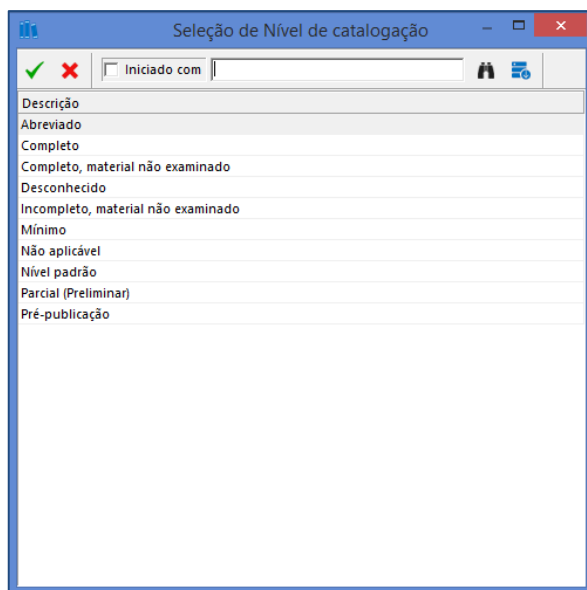 Seleção de Nível de catalogação
Iniciado com
Descrição
Abreviado
Completo
Completo, material não examinado
Desconhecido
Incompleto, material não examinado
Mínimo
Não aplicável
Nível padrão
Parcial (Preliminar)
Pré-publicação